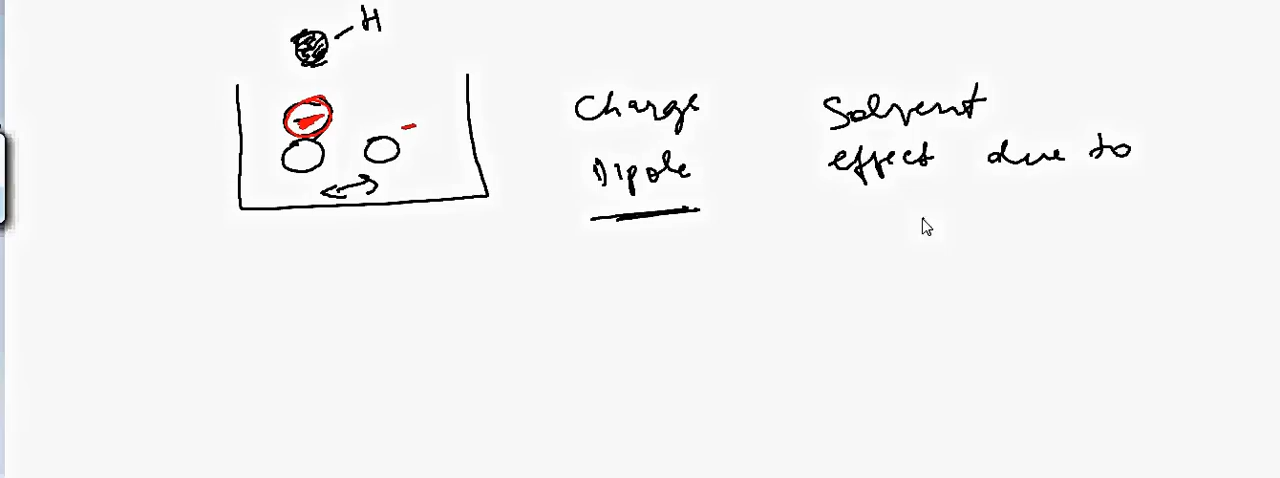 H
Charge
Dipole
Solvent
effect due to